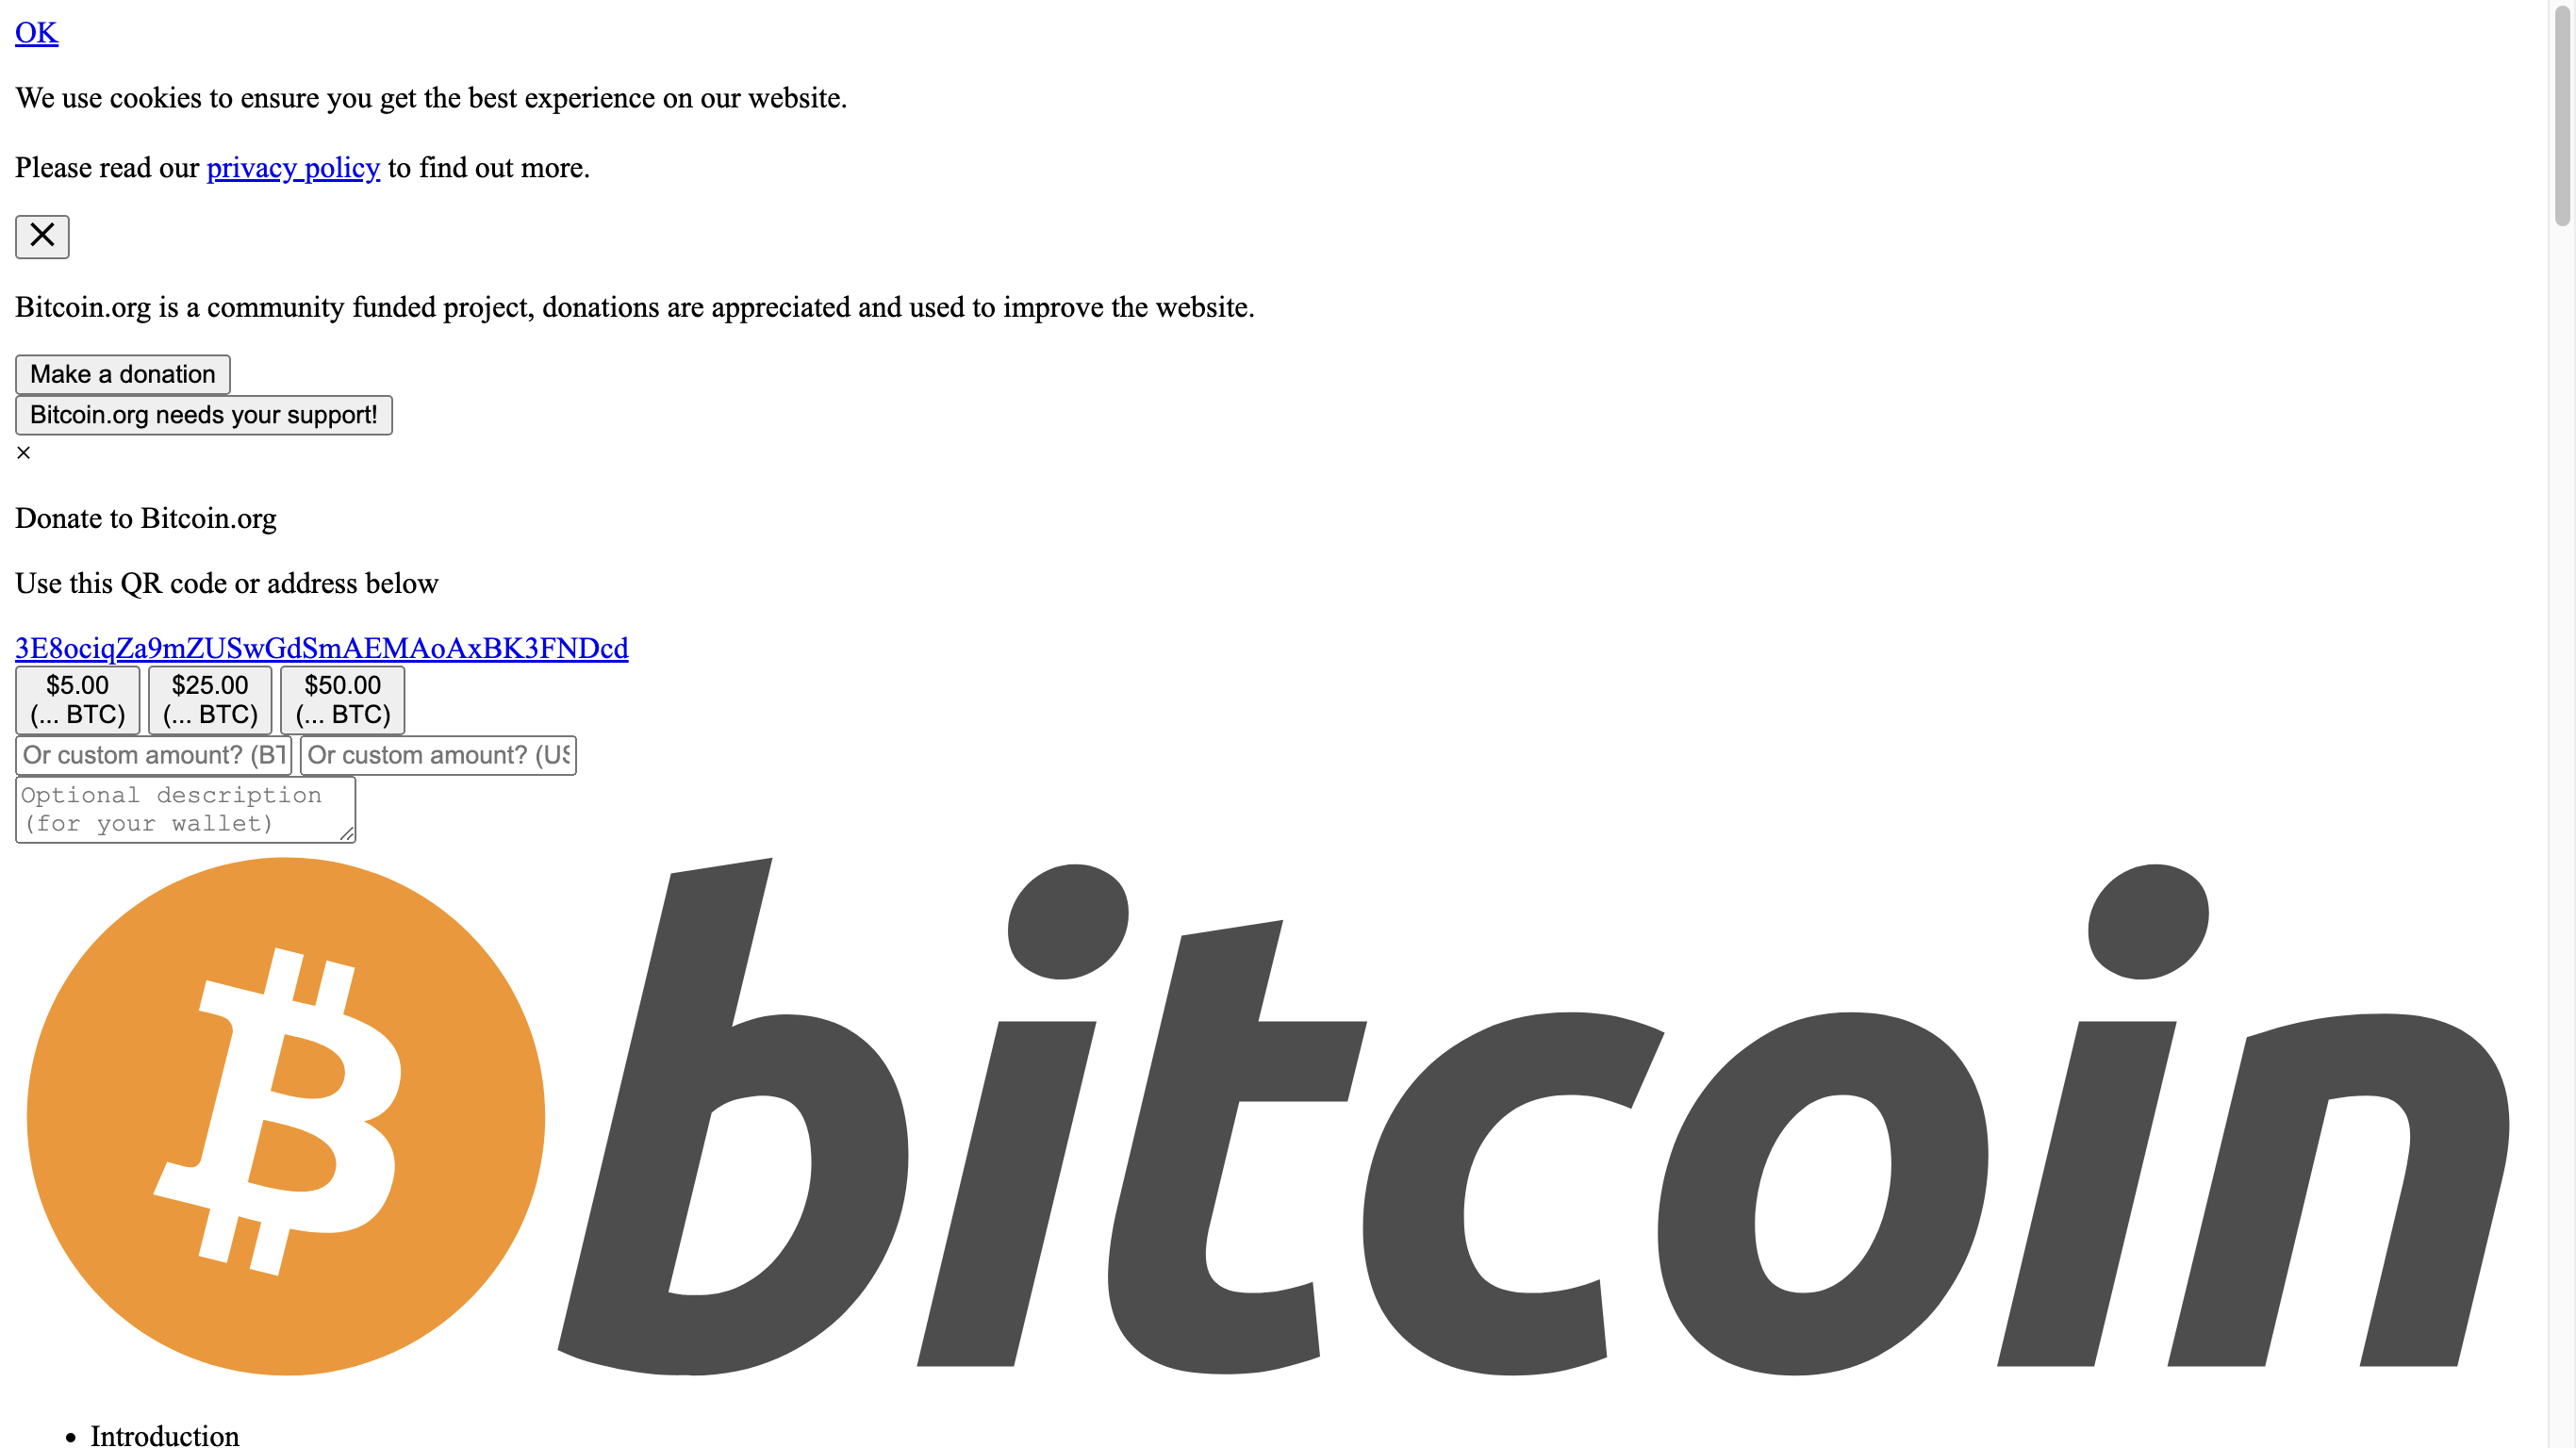 OK
We use cookies to ensure you get the best experience on our website.
Please read our privacy policy to find out more.
Bitcoin.org is a community funded project, donations are appreciated and used to improve the website.
Make a donation
Bitcoin.org needs your support!
×
Donate to Bitcoin.org
Use this QR code or address below
3E8ociqZa9mZUSwGdSmAEMAoAxBK3FNDcd
$5.00 $25.00 $50.00
(... BTC) (... BTC) (... BTC)
Or custom amount? (BT Or custom amount? (US
Optional description
(for your wallet)
bitcoin
• Introduction